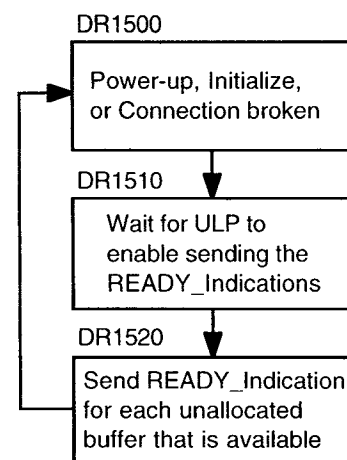 DR1500
Power-up, Initialize,
or Connection broken
DR1510
Wait for ULP to
enable sending the
READY_Indications
DR1520
Send READY_Indication
for each unallocated
buffer that is available